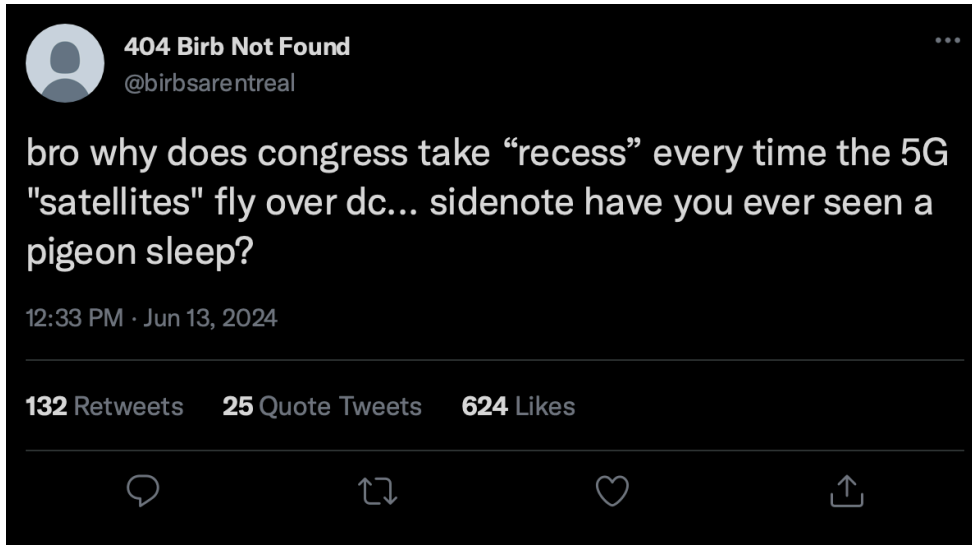 404 Birb Not Found
@birbsarentreal
bro why does congress take “recess” every time the 5G
"satellites" fly over dc... sidenote have you ever seen a
pigeon sleep?
12:33 PM · Jun 13, 2024
132 Retweets 25 Quote Tweets 624 Likes